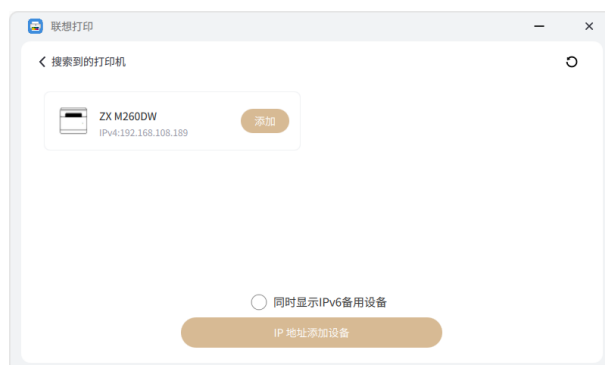 联想打印
搜索到的打印机
ZX M260DW
IPv4:192.168.108.189
添加
同时显示IPv6备用设备
IP 地址添加设备